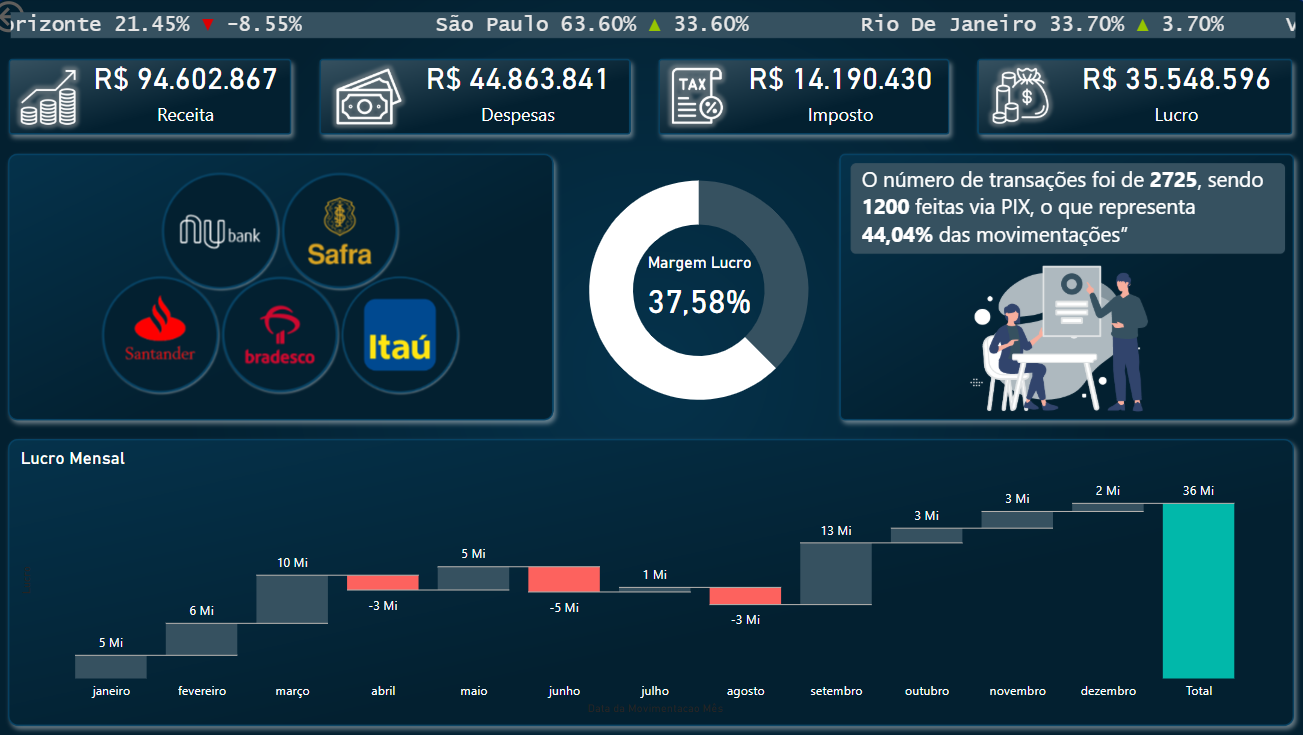 orizonte 21.45% ▼ -8.55% São Paulo 63.60% ▲ 33.60% Rio De Janeiro 33.70% ▲ 3.70% V
R$ 94.602.867
Receita
R$ 44.863.841
Despesas
TAX
%
R$ 14.190.430
Imposto
$
R$ 35.548.596
Lucro
nu bank
Safra
Santander
bradesco
Itaú
Margem Lucro
37,58%
O número de transações foi de 2725, sendo
1200 feitas via PIX, o que representa
44,04% das movimentações“
Lucro Mensal
5 Mi
6 Mi
10 Mi
-3 Mi
5 Mi
-5 Mi
1 Mi
-3 Mi
13 Mi
3 Mi
3 Mi
2 Mi
36 Mi
janeiro fevereiro março abril maio junho julho agosto setembro outubro novembro dezembro Total
Data da Movimentacao Mês